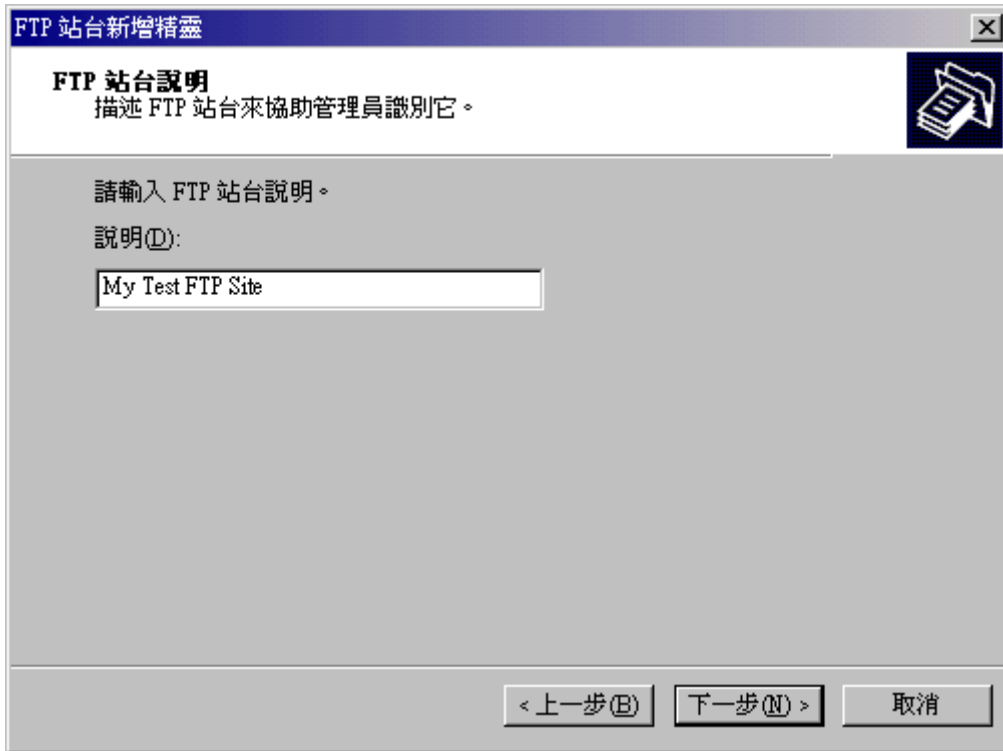 FTP 站台新增精靈
FTP 站台說明
描述 FTP 站台來協助管理員識別它。
請輸入 FTP 站台說明。
說明(D):
My Test FTP Site
< 上一步(B)
下一步(N) >
取消